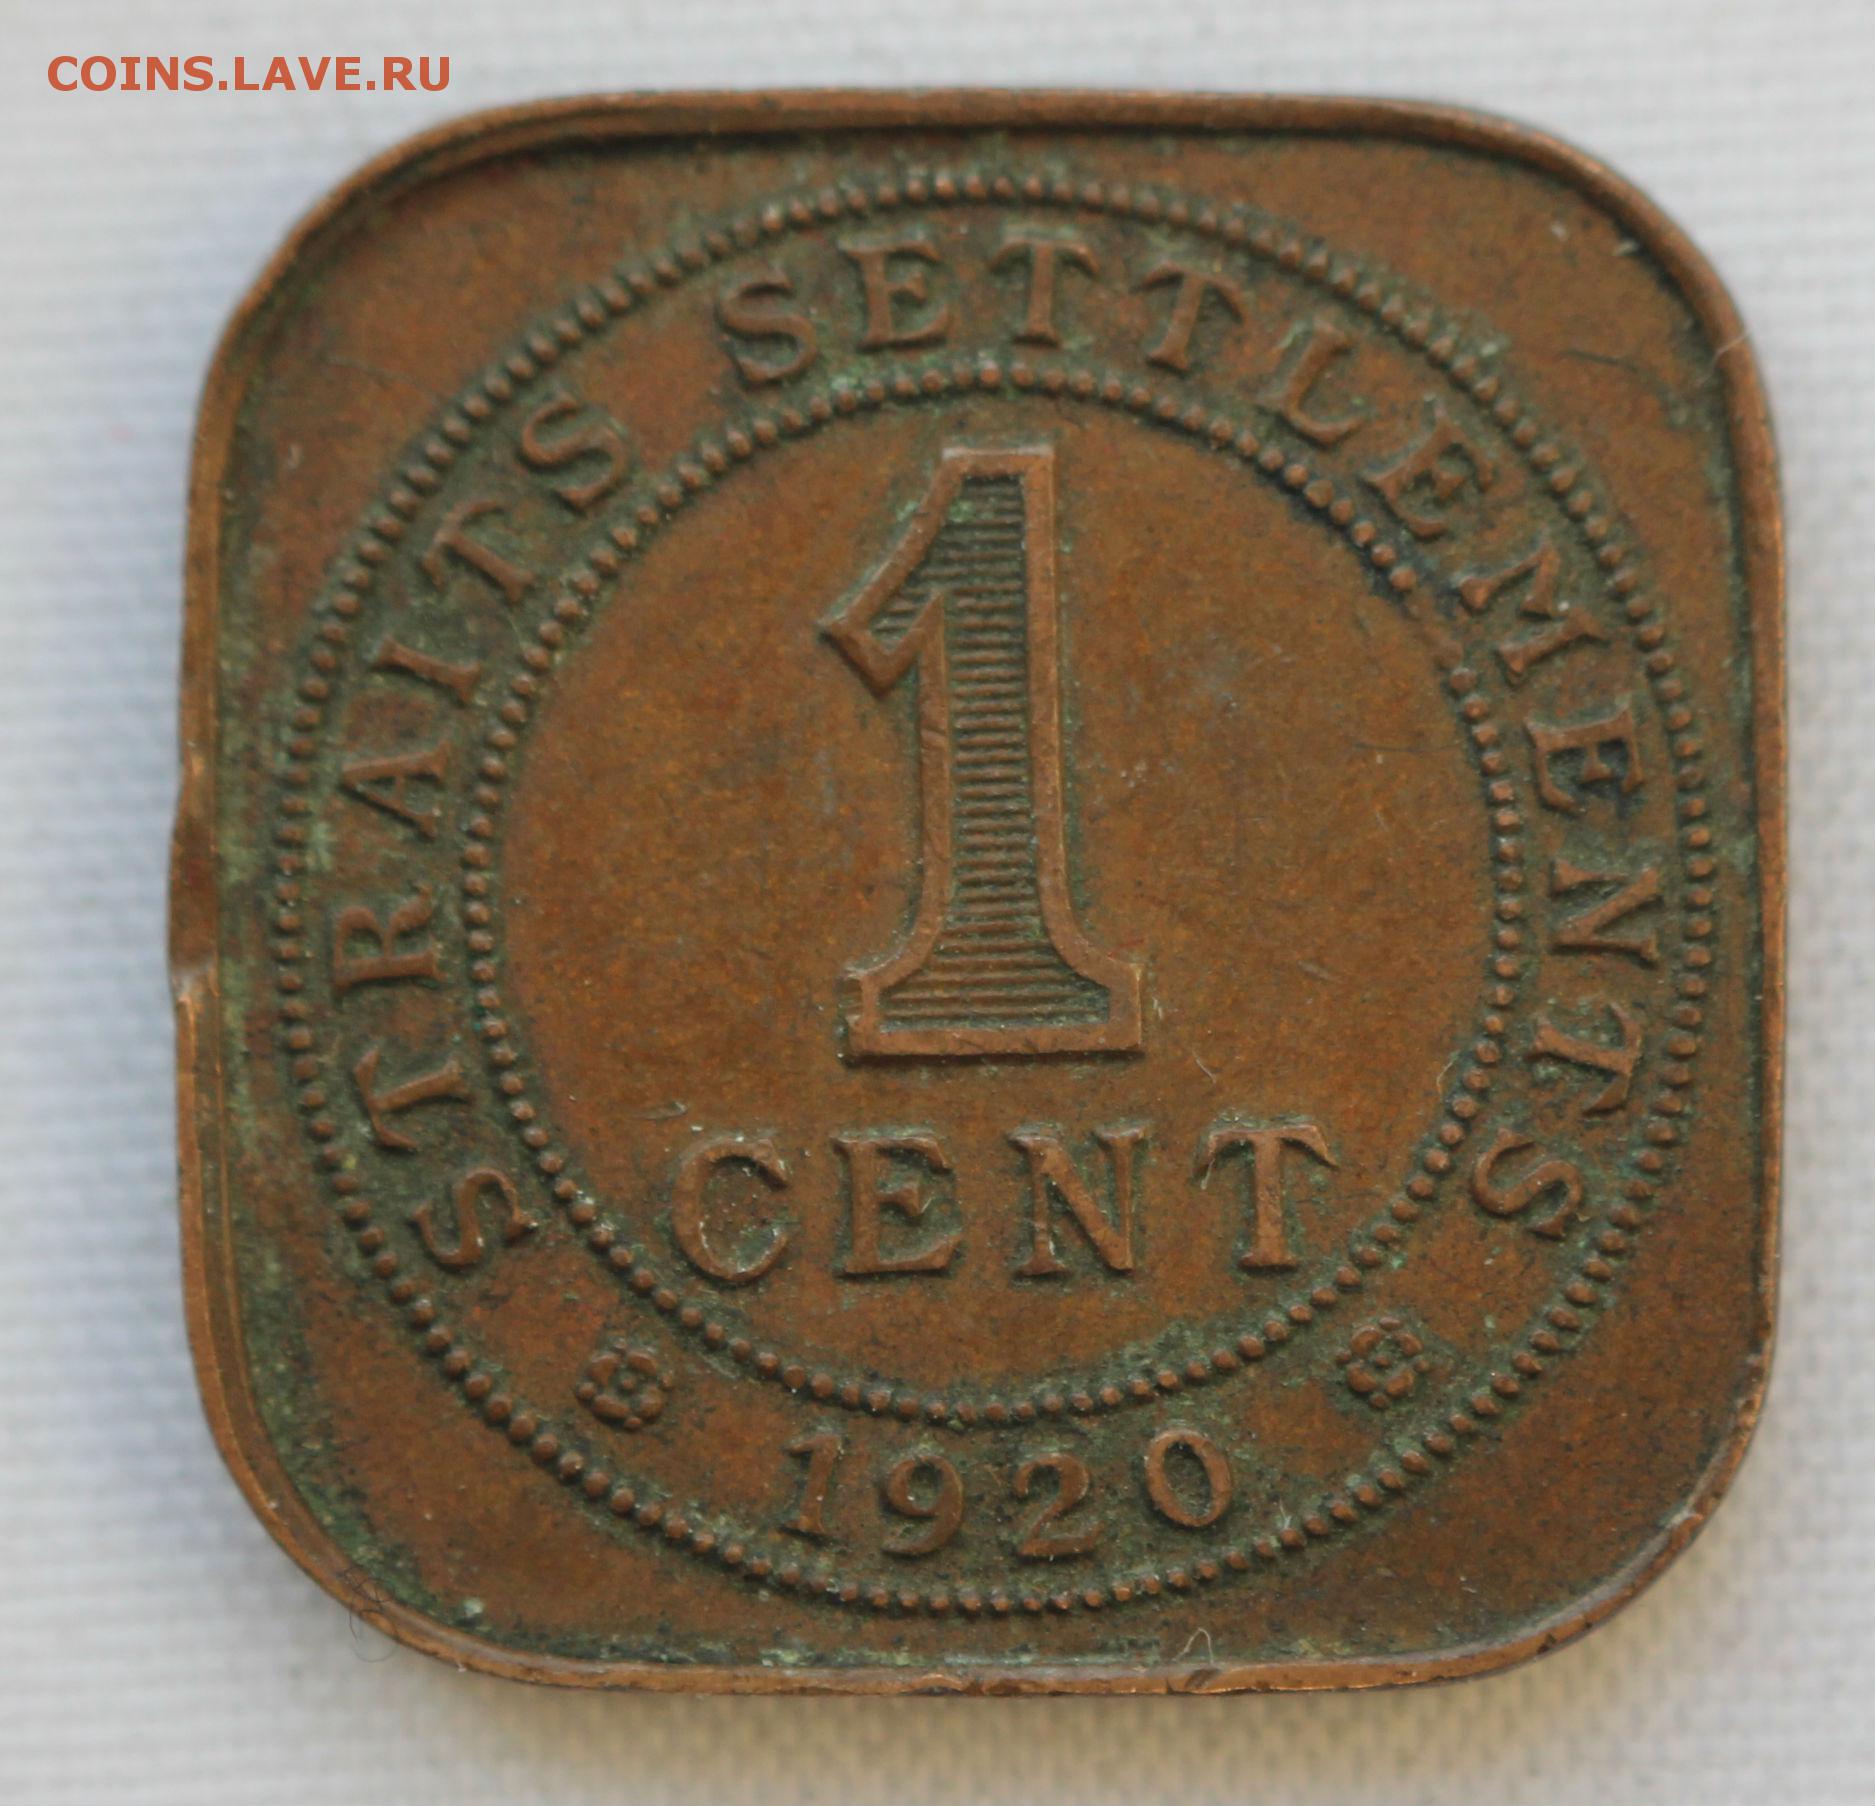 COINS.LAVE.RU
STRAITS SETTLEMENTS
1
CENT
1920